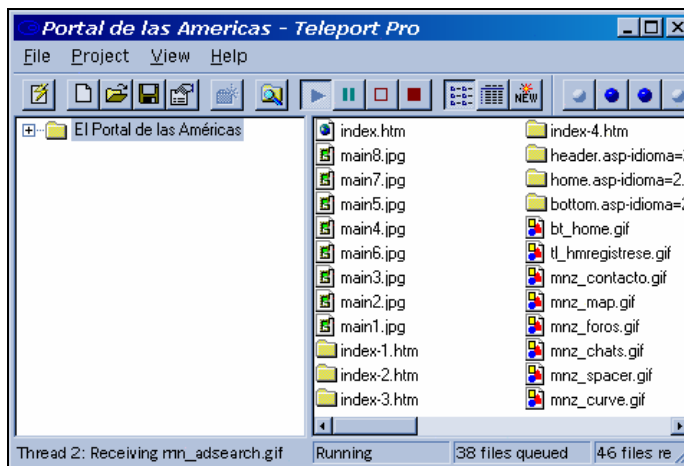 Portal de las Americas - Teleport Pro
File Project View Help
NEW
El Portal de las Américas
index.htm
main8.jpg
main7.jpg
main5.jpg
main4.jpg
main6.jpg
main3.jpg
main2.jpg
main1.jpg
index-1.htm
index-2.htm
index-3.htm
index-4.htm
header.asp-idioma=
home.asp-idioma=2.
bottom.asp-idioma=2
bt_home.gif
tl_hmregistrese.gif
mnz_contacto.gif
mnz_map.gif
mnz_foros.gif
mnz_chats.gif
mnz_spacer.gif
mnz_curve.gif
Thread 2: Receiving mn_adsearch.gif
Running
38 files queued
46 files re